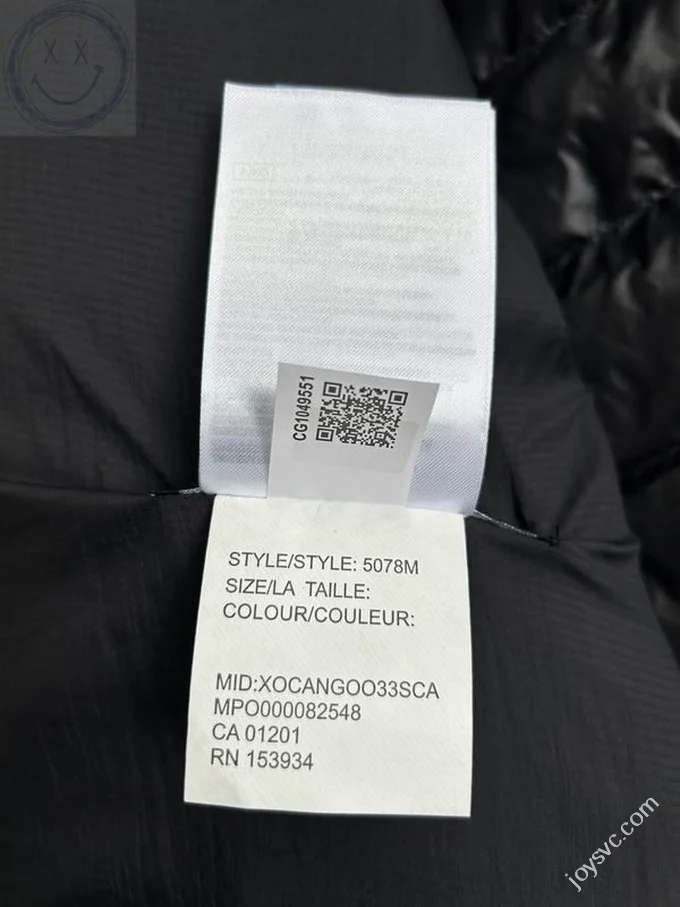 CG1049551
STYLE/STYLE: 5078M
SIZE/LA TAILLE:
COLOUR/COULEUR:
MID:XOCANGOO33SCA
MPO000082548
CA 01201
RN 153934
joysvc.com